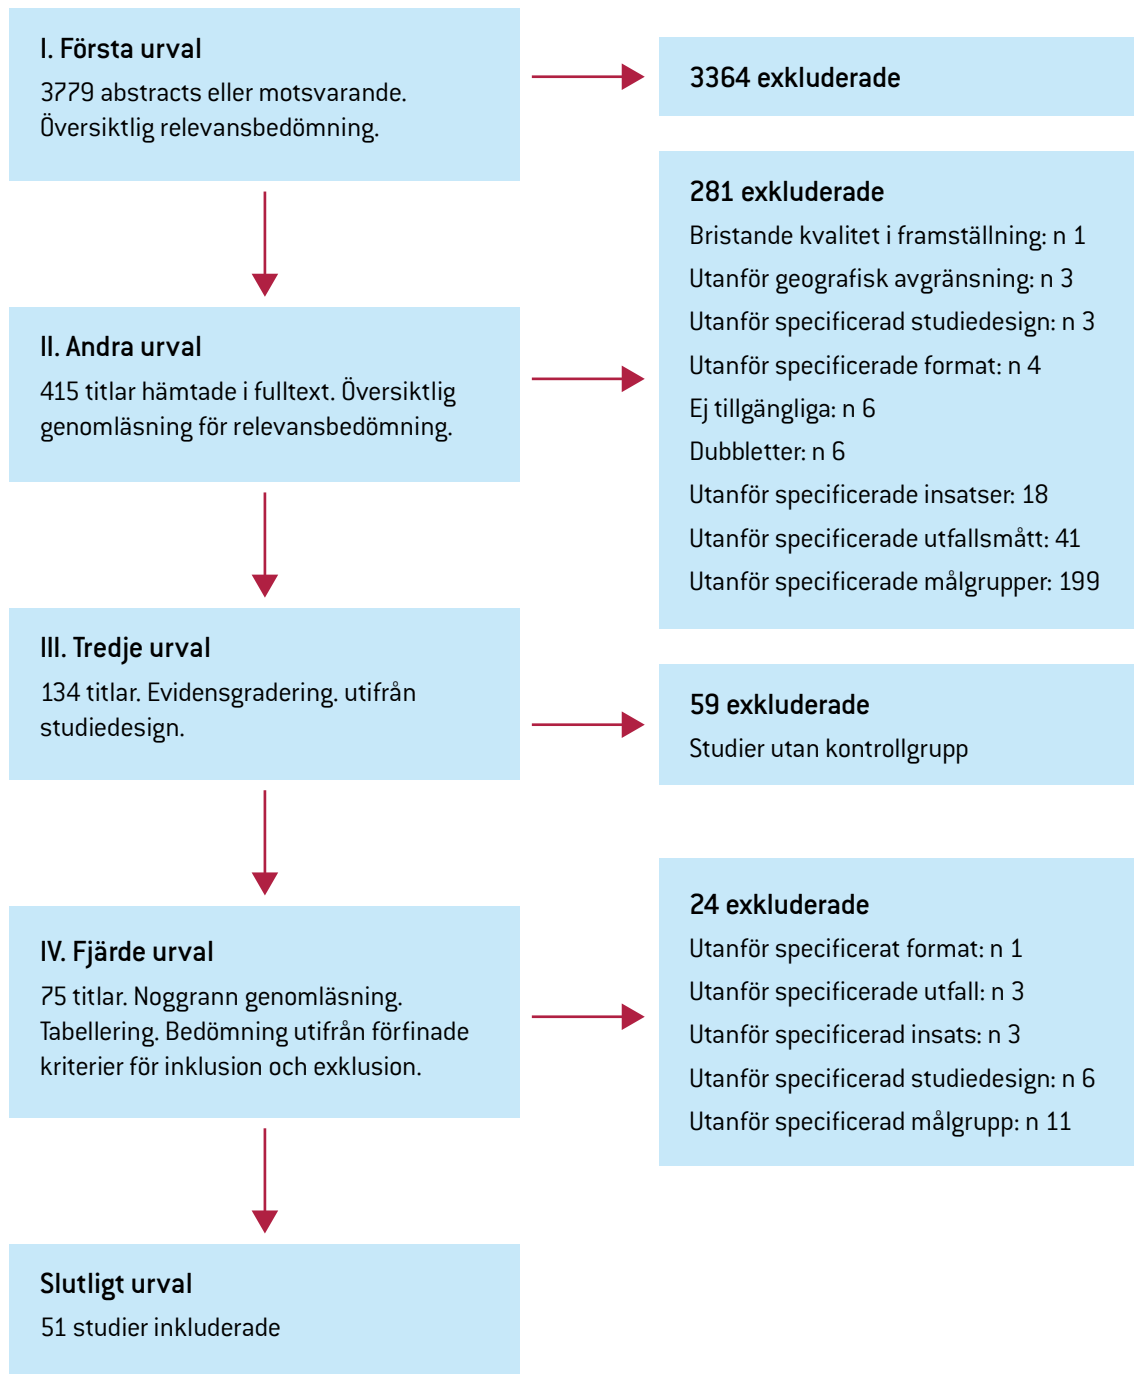 I. Första urval
3779 abstracts eller motsvarande.
Översiktlig relevansbedömning.
3364 exkluderade
II. Andra urval
415 titlar hämtade i fulltext. Översiktlig
genomläsning för relevansbedömning.
281 exkluderade
Bristande kvalitet i framställning: n 1
Utanför geografisk avgränsning: n 3
Utanför specificerad studiedesign: n 3
Utanför specificerade format: n 4
Ej tillgängliga: n 6
Dubbletter: n 6
Utanför specificerade insatser: 18
Utanför specificerade utfallsmått: 41
Utanför specificerade målgrupper: 199
III. Tredje urval
134 titlar. Evidensgradering. utifrån
studiedesign.
59 exkluderade
Studier utan kontrollgrupp
IV. Fjärde urval
75 titlar. Noggrann genomläsning.
Tabellering. Bedömning utifrån förfinade
kriterier för inklusion och exklusion.
24 exkluderade
Utanför specificerat format: n 1
Utanför specificerade utfall: n 3
Utanför specificerad insats: n 3
Utanför specificerad studiedesign: n 6
Utanför specificerad målgrupp: n 11
Slutligt urval
51 studier inkluderade